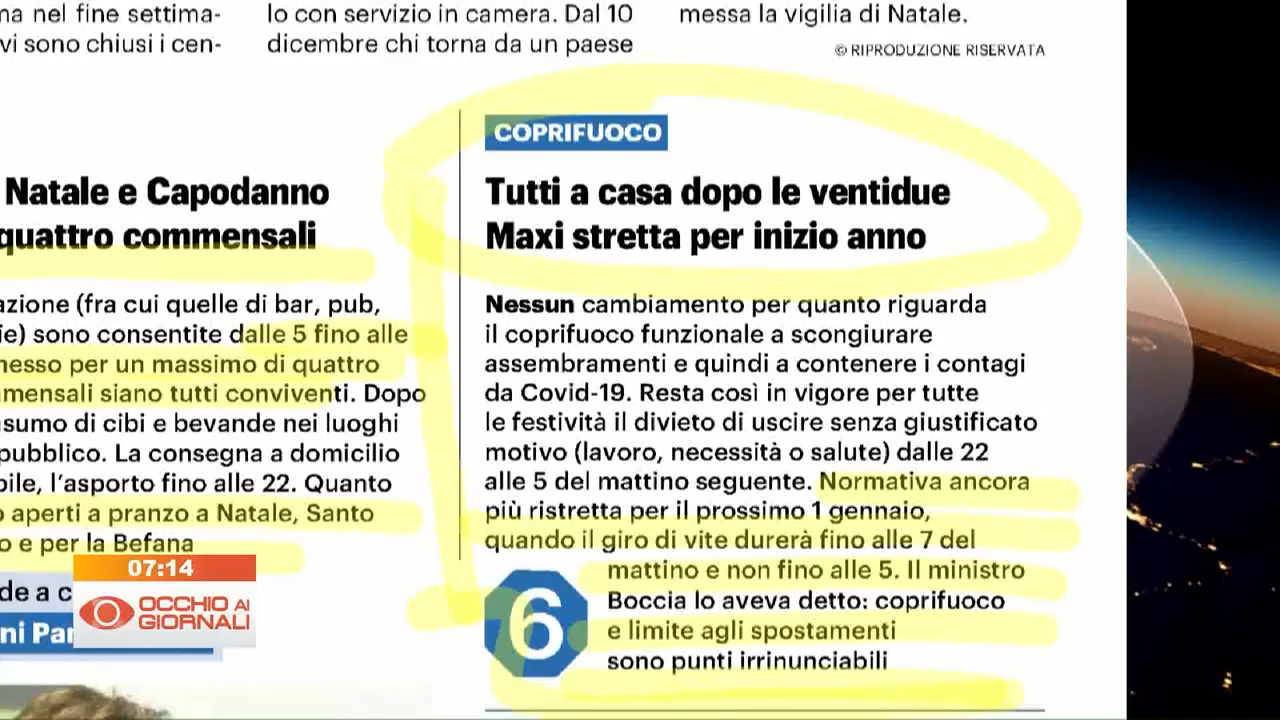 na nel fine settima-
vi sono chiusi i cen-
lo con servizio in camera. Dal 10
dicembre chi torna da un paese
messa la vigilia di Natale.
© RIPRODUZIONE RISERVATA
Natale e Capodanno
quattro commensali
azione (fra cui quelle di bar, pub,
ie) sono consentite dalle 5 fino alle
nesso per un massimo di quattro
mensali siano tutti conviventi. Dopo
sumo di cibi e bevande nei luoghi
pubblico. La consegna a domicilio
bile, l'asporto fino alle 22. Quanto
o aperti a pranzo a Natale, Santo
o e per la Befana
de a c
ni Par
COPRIFUOCO
Tutti a casa dopo le ventidue
Maxi stretta per inizio anno
Nessun cambiamento per quanto riguarda
il coprifuoco funzionale a scongiurare
assembramenti e quindi a contenere i contagi
da Covid-19. Resta così in vigore per tutte
le festività il divieto di uscire senza giustificato
motivo (lavoro, necessità o salute) dalle 22
alle 5 del mattino seguente. Normativa ancora
più ristretta per il prossimo 1 gennaio,
quando il giro di vite durerà fino alle 7 del
mattino e non fino alle 5. Il ministro
Boccia lo aveva detto: coprifuoco
e limite agli spostamenti
sono punti irrinunciabili
6
07:14
OCCHIO AI
GIORNALI